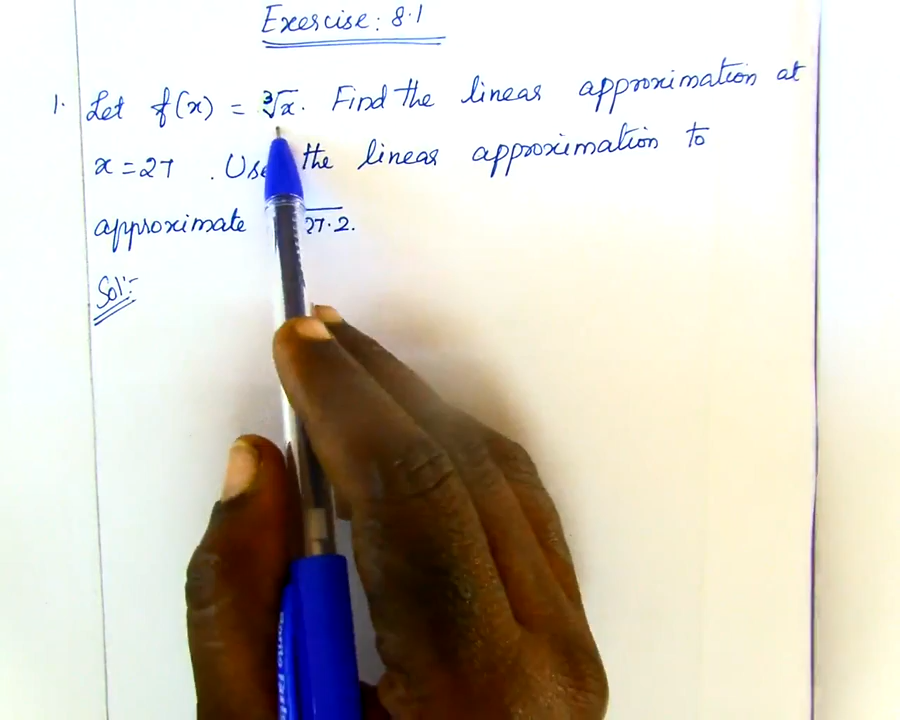 Exercise: 8.1
1. Let f(x) = ∛x. Find the linear approximation at
x = 27 . Use the linear approximation to
approximate 27.2.
Sol:-